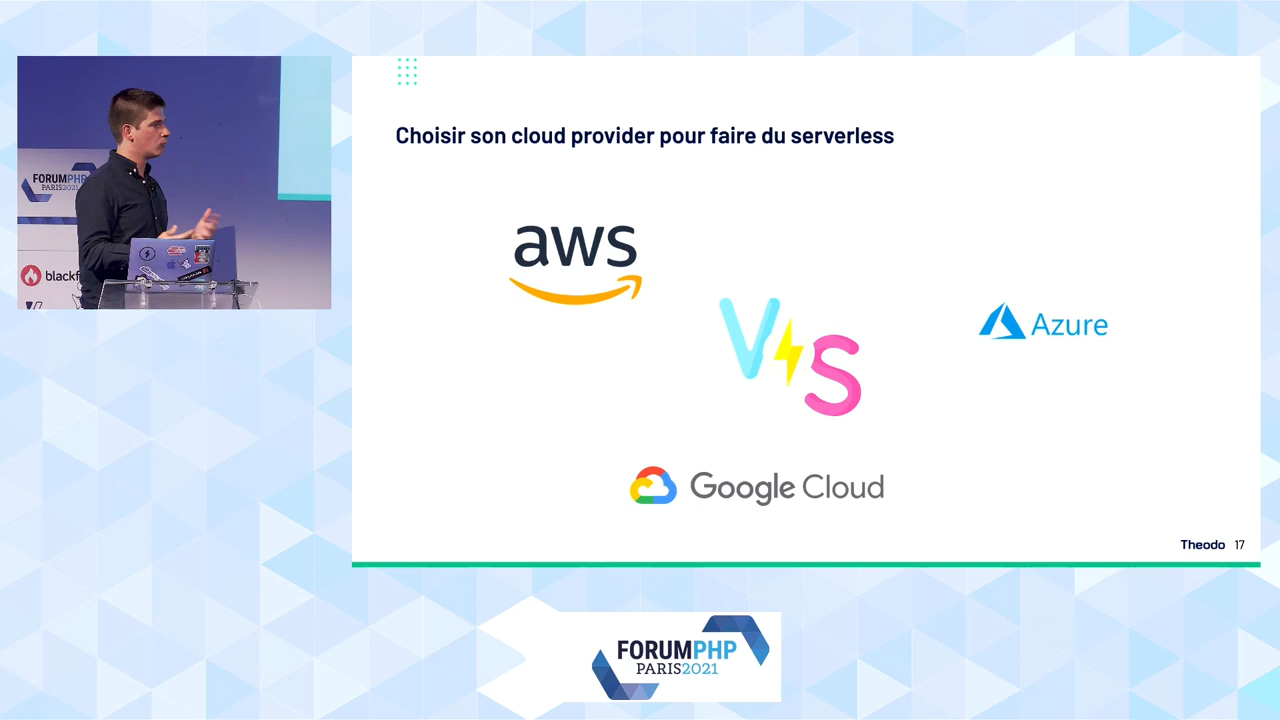 Choisir son cloud provider pour faire du serverless
aws
VS
Azure
Google Cloud
Theodo 17
FORUMPHP
PARIS2021
blackf
FORUMPHP
PARIS2021